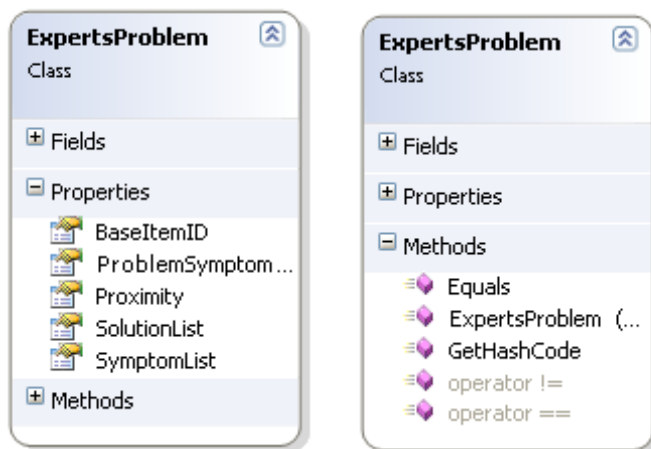 ExpertsProblem
Class
Fields
Properties
BaseItemID
ProblemSymptom...
Proximity
SolutionList
SymptomList
Methods
ExpertsProblem
Class
Fields
Properties
Methods
Equals
ExpertsProblem (...
GetHashCode
operator !=
operator ==